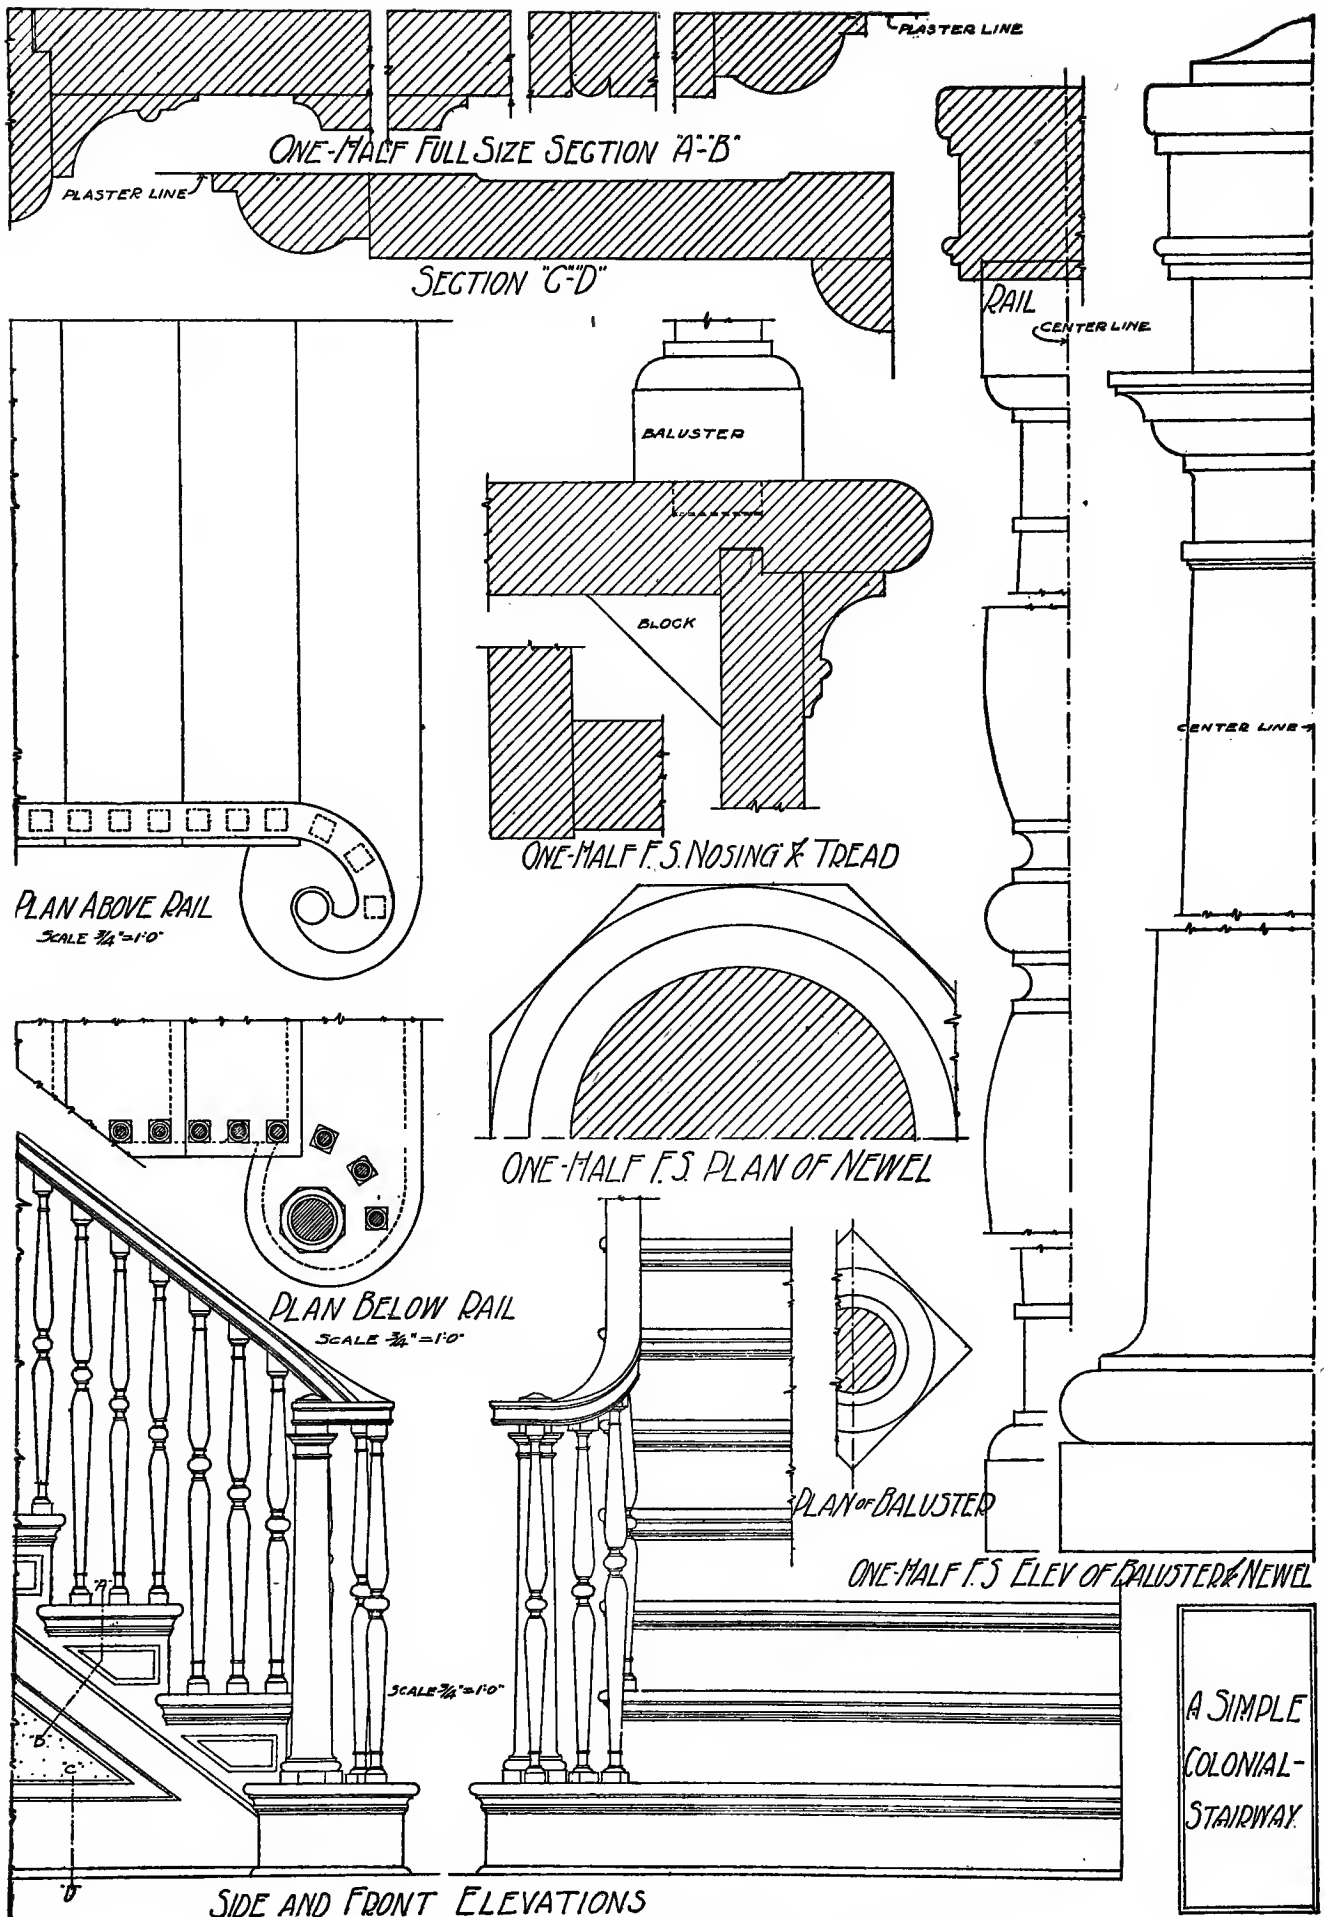 PLASTER LINE
ONE-HALF FULL SIZE SECTION "A"-"B"
PLASTER LINE
SECTION "C"-"D"
RAIL
CENTER LINE
BALUSTER
BLOCK
CENTER LINE
ONE-HALF F.S. NOSING & TREAD
PLAN ABOVE RAIL
SCALE 3/4"=1'-0"
ONE-HALF F.S. PLAN OF NEWEL
PLAN BELOW RAIL
SCALE 3/4"=1'-0"
PLAN OF BALUSTER
ONE-HALF F.S ELEV OF BALUSTER & NEWEL
"A"
SCALE 3/4"=1'-0"
"B"
"C"
"D"
A SIMPLE
COLONIAL-
STAIRWAY.
SIDE AND FRONT ELEVATIONS